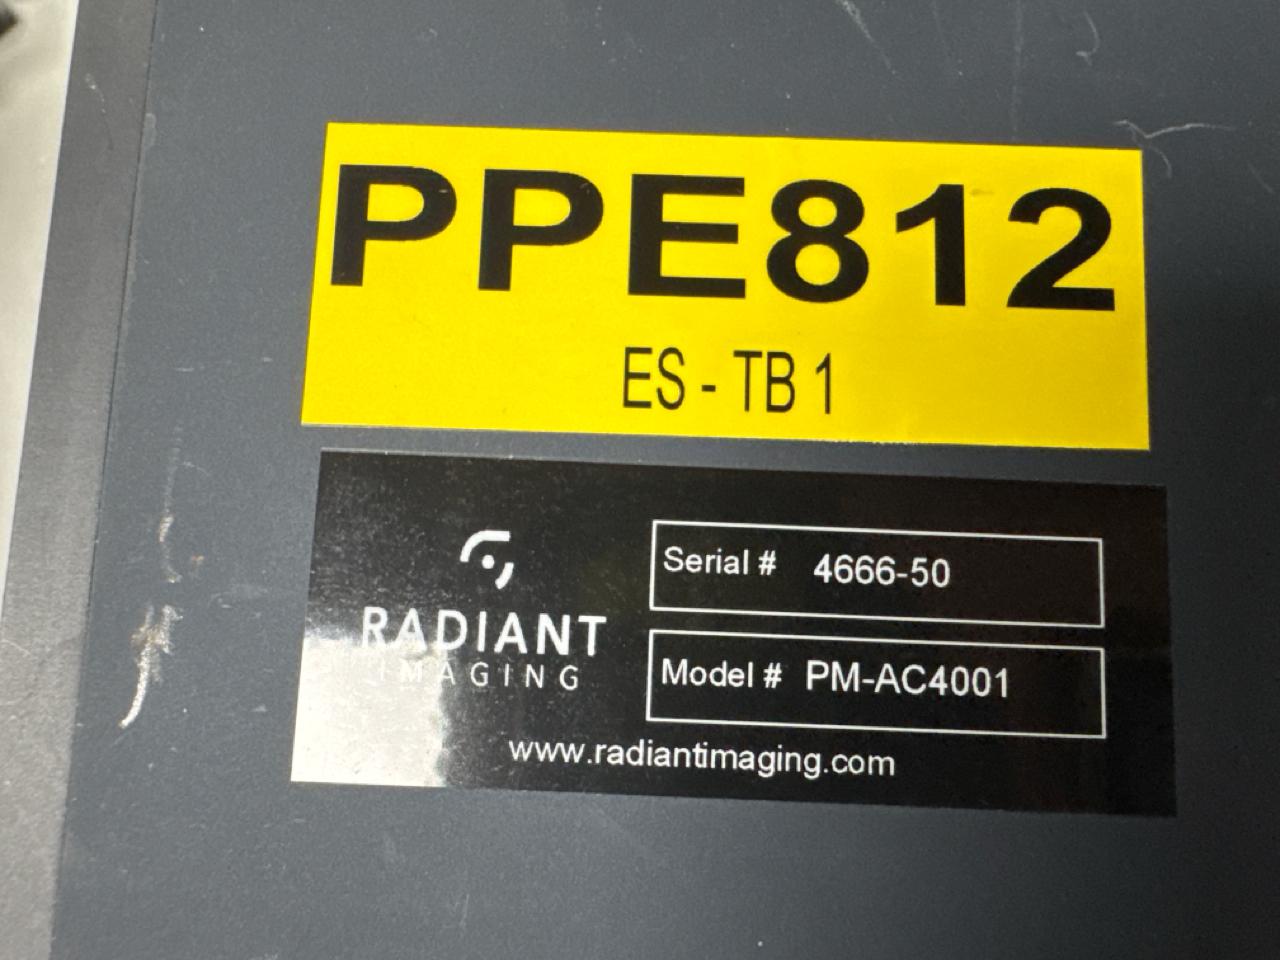 PPE812
ES - TB 1
RADIANT
IMAGING
Serial # 4666-50
Model # PM-AC4001
www.radiantimaging.com